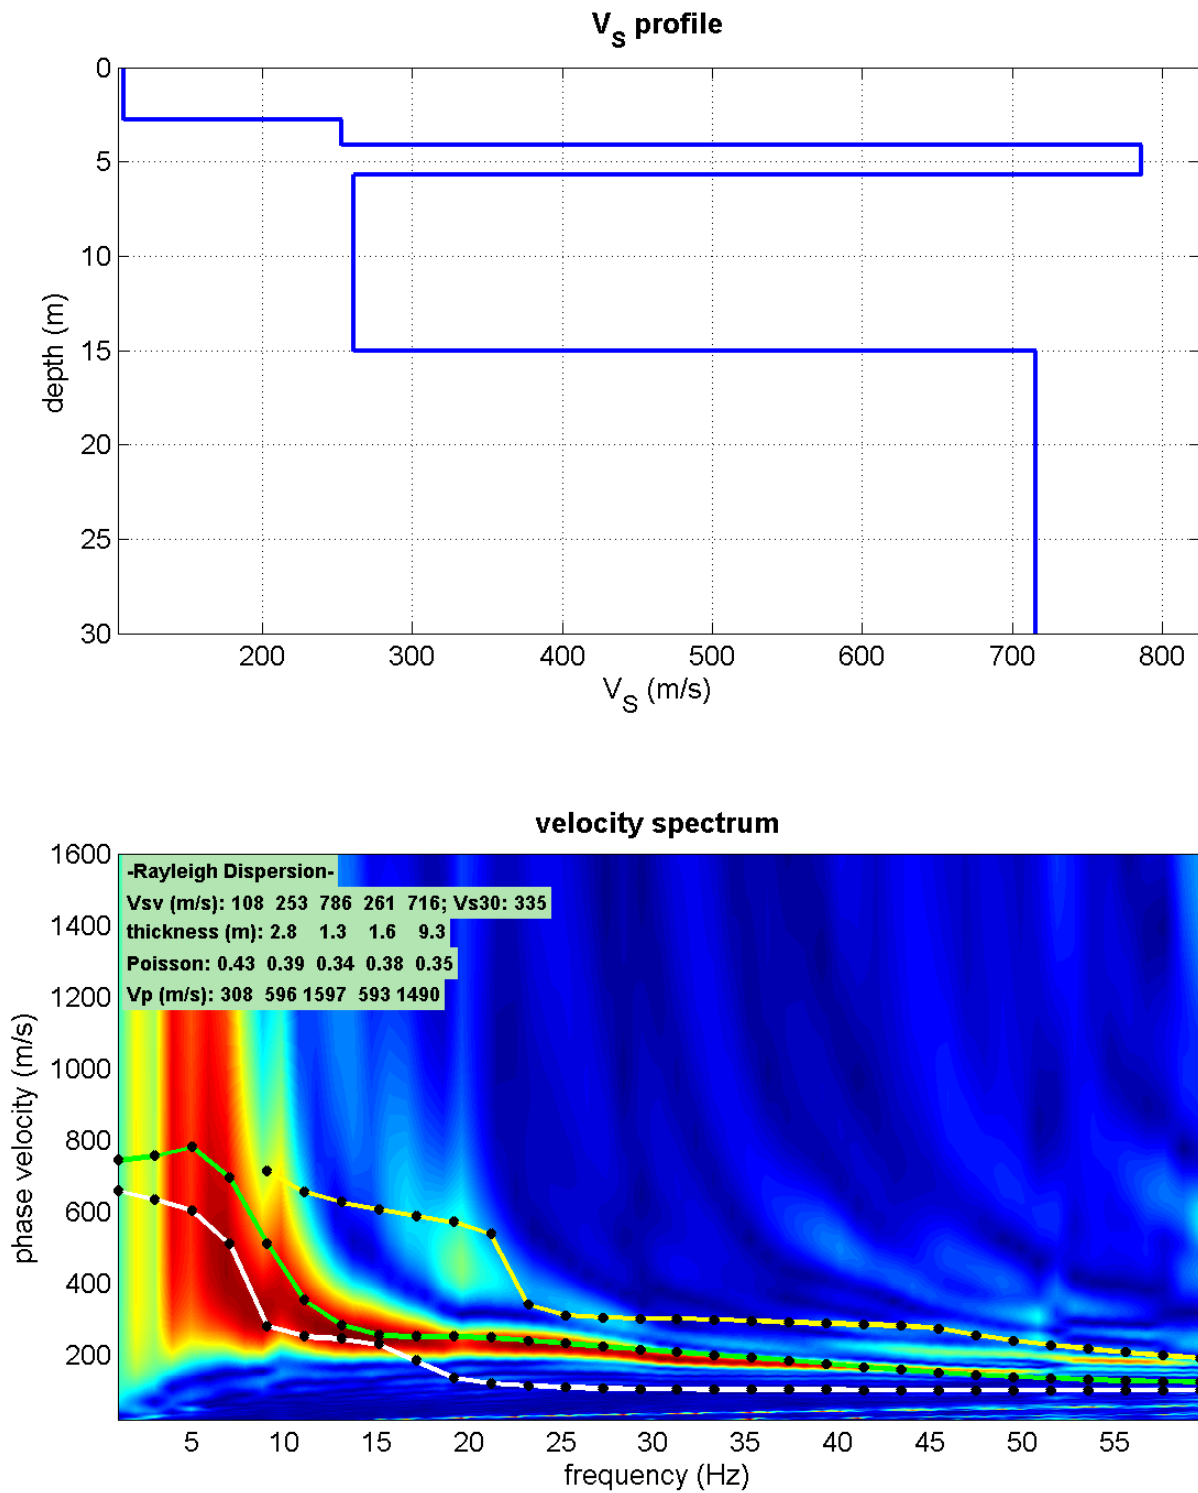 V_S profile
0
5
10
15
20
25
30
depth (m)
200 300 400 500 600 700 800
V_S (m/s)
velocity spectrum
1600
1400
1200
1000
800
600
400
200
phase velocity (m/s)
-Rayleigh Dispersion-
Vsv (m/s): 108 253 786 261 716; Vs30: 335
thickness (m): 2.8 1.3 1.6 9.3
Poisson: 0.43 0.39 0.34 0.38 0.35
Vp (m/s): 308 596 1597 593 1490
5 10 15 20 25 30 35 40 45 50 55
frequency (Hz)